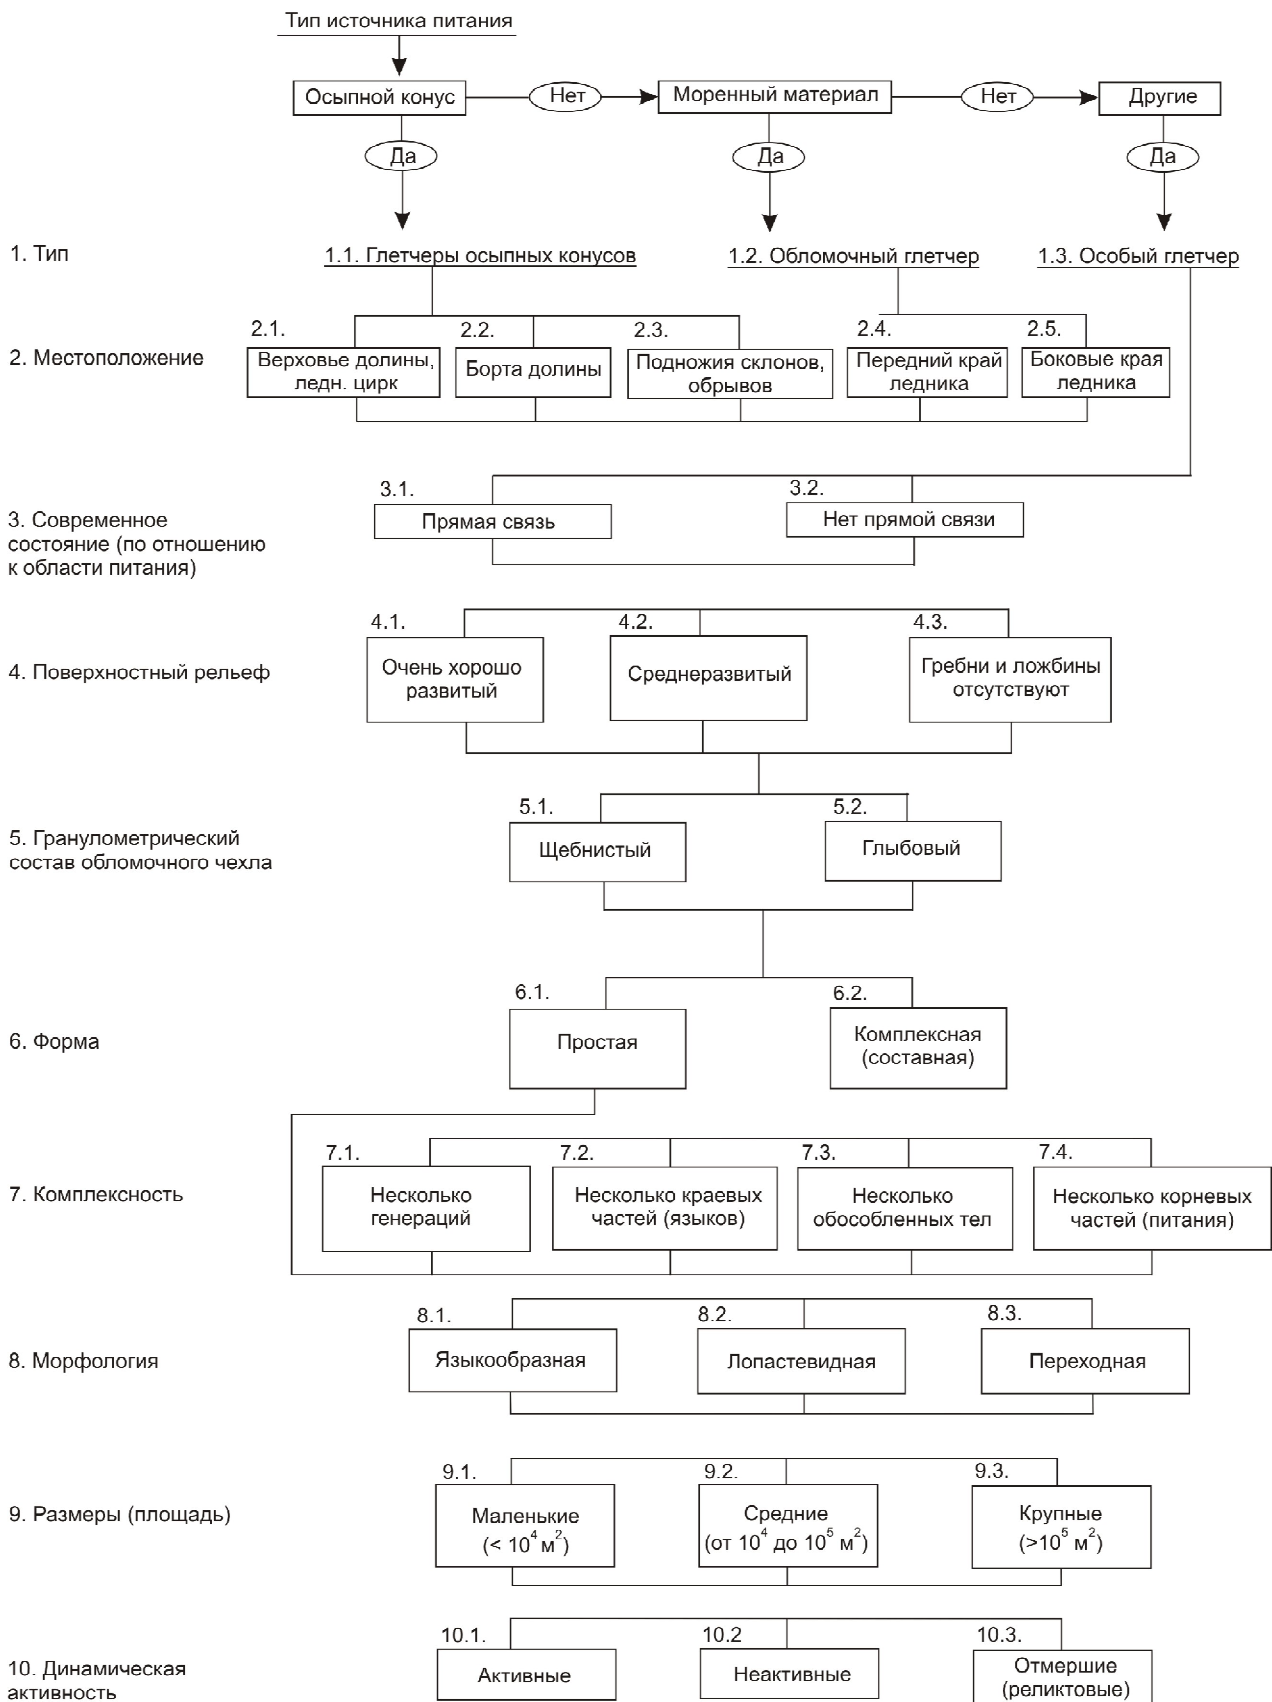 Тип источника питания
Осыпной конус
Нет
Моренный материал
Нет
Другие
Да
Да
Да
1. Тип
1.1. Глетчеры осыпных конусов
1.2. Обломочный глетчер
1.3. Особый глетчер
2. Местоположение
2.1.
Верховье долины,
ледн. цирк
2.2.
Борта долины
2.3.
Подножия склонов,
обрывов
2.4.
Передний край
ледника
2.5.
Боковые края
ледника
3. Современное
состояние (по отношению
к области питания)
3.1.
Прямая связь
3.2.
Нет прямой связи
4. Поверхностный рельеф
4.1.
Очень хорошо
развитый
4.2.
Среднеразвитый
4.3.
Гребни и ложбины
отсутствуют
5. Гранулометрический
состав обломочного чехла
5.1.
Щебнистый
5.2.
Глыбовый
6. Форма
6.1.
Простая
6.2.
Комплексная
(составная)
7. Комплексность
7.1.
Несколько
генераций
7.2.
Несколько краевых
частей (языков)
7.3.
Несколько
обособленных тел
7.4.
Несколько корневых
частей (питания)
8. Морфология
8.1.
Языкообразная
8.2.
Лопастевидная
8.3.
Переходная
9. Размеры (площадь)
9.1.
Маленькие
(< 10⁴ м²)
9.2.
Средние
(от 10⁴ до 10⁵ м²)
9.3.
Крупные
(>10⁵ м²)
10. Динамическая
активность
10.1.
Активные
10.2
Неактивные
10.3.
Отмершие
(реликтовые)